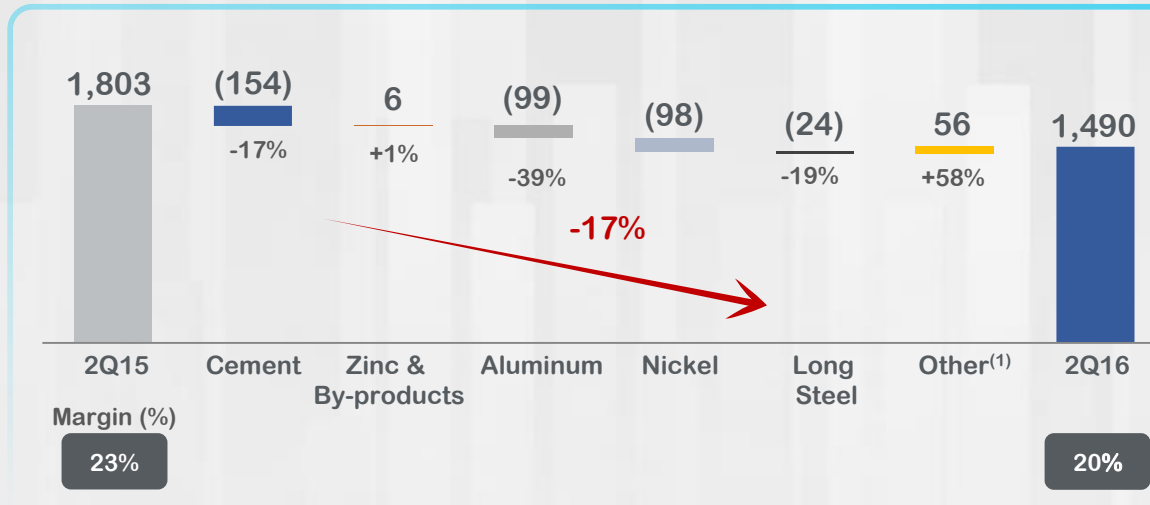 1,803
(154)
6
(99)
(98)
(24)
56
1,490
-17%
+1%
-39%
-19%
+58%
-17%
2Q15
Cement
Zinc &
By-products
Aluminum
Nickel
Long
Steel
Other(1)
2Q16
Margin (%)
23%
20%